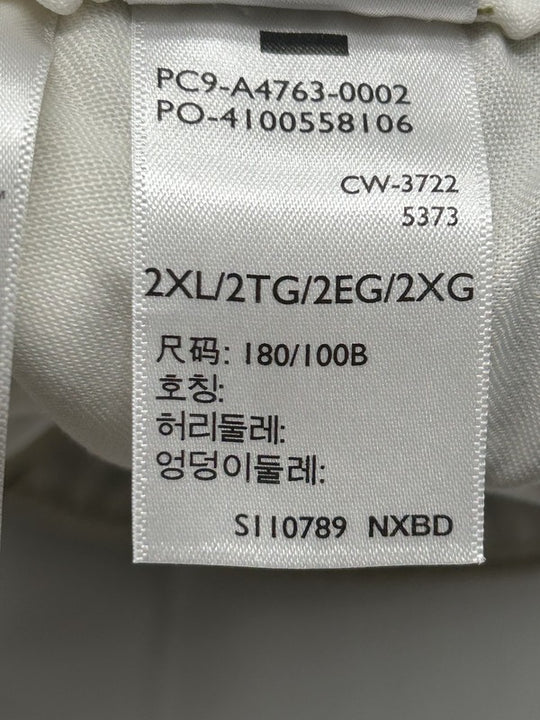 PC9-A4763-0002
PO-4100558106
CW-3722
5373
2XL/2TG/2EG/2XG
尺码: 180/100B
호칭:
허리둘레:
엉덩이둘레:
S110789 NXBD